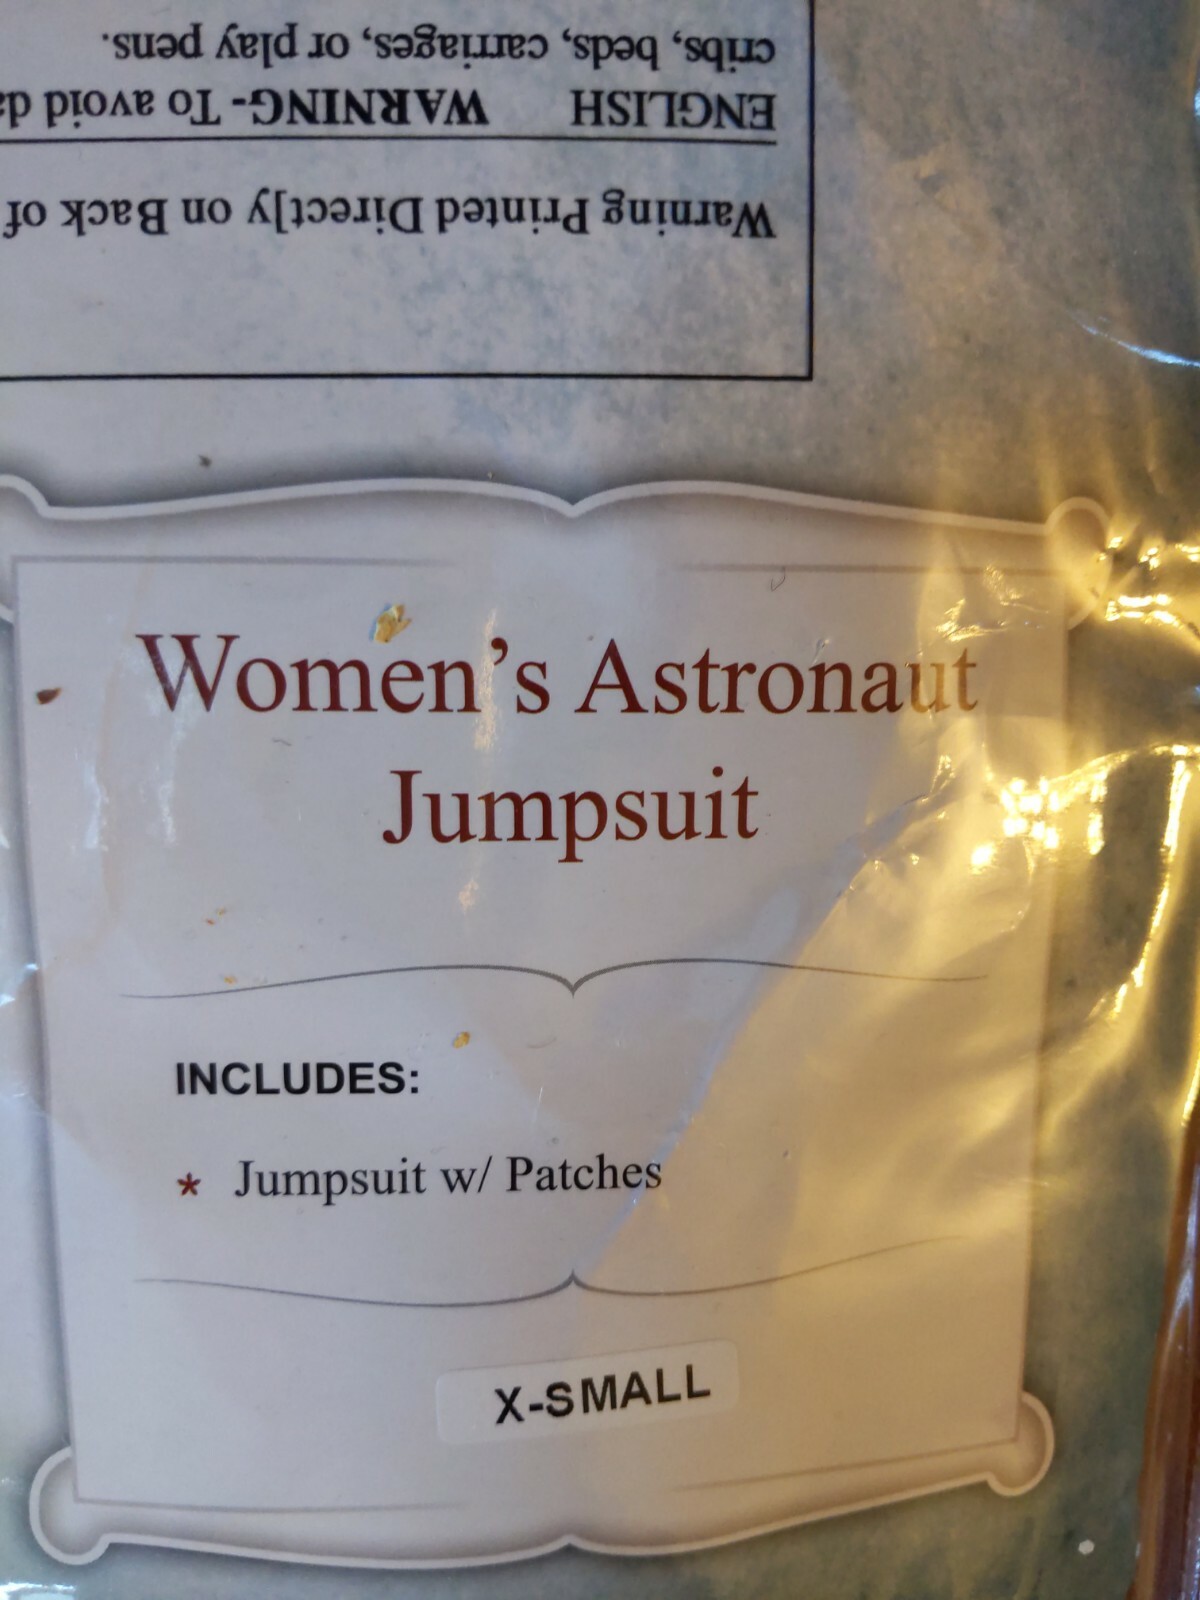 Warning Printed Directly on Back of
ENGLISH WARNING- To avoid da
cribs, beds, carriages, or play pens.
Women's Astronaut
Jumpsuit
INCLUDES:
* Jumpsuit w/ Patches
X-SMALL